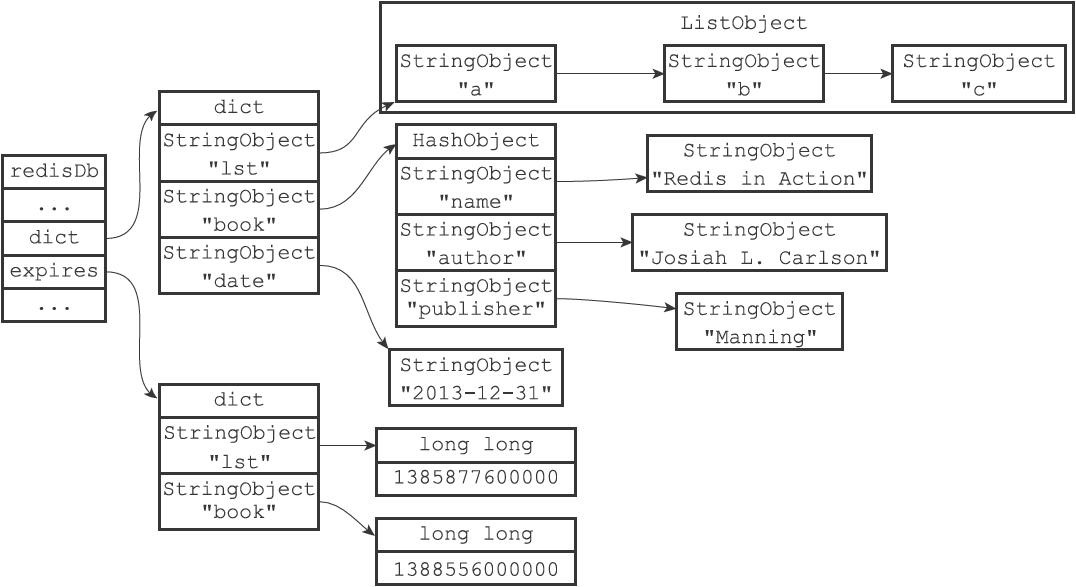 redisDb
...
dict
expires
...
dict
StringObject
"lst"
StringObject
"book"
StringObject
"date"
ListObject
StringObject
"a"
StringObject
"b"
StringObject
"c"
HashObject
StringObject
"name"
StringObject
"author"
StringObject
"publisher"
StringObject
"Redis in Action"
StringObject
"Josiah L. Carlson"
StringObject
"Manning"
StringObject
"2013-12-31"
dict
StringObject
"lst"
StringObject
"book"
long long
1385877600000
long long
1388556000000